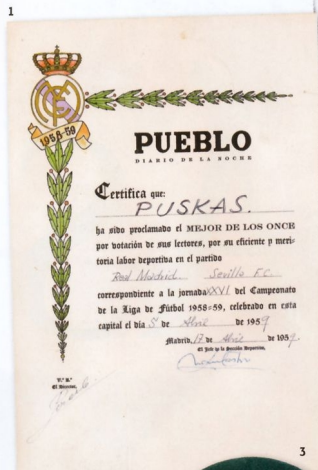 1
1958-59
PUEBLO
DIARIO DE LA NOCHE
Certifica que:
PUSKAS.
ha sido proclamado el MEJOR DE LOS ONCE
por votación de sus lectores, por su eficiente y meri-
toria labor deportiva en el partido
Real Madrid Sevilla F.C.
correspondiente a la jornada XXVI del Campeonato
de la Liga de Fútbol 1958-59, celebrado en esta
capital el día 5 de Abril de 1959
Madrid, 17 de Abril de 1959.
El Jefe de la Sección Deportiva,
V.º B.º
El Director,
3